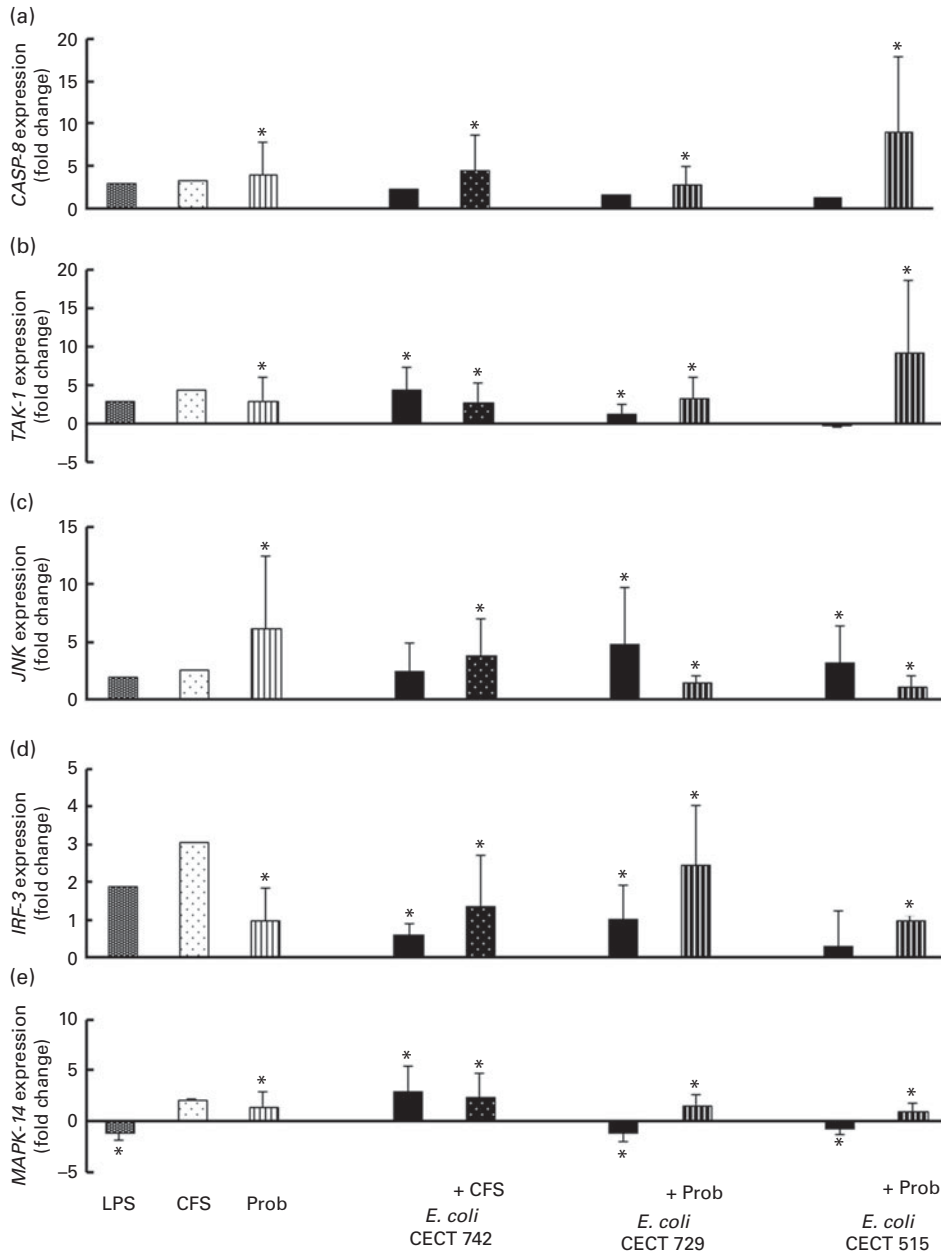 (a)
CASP-8 expression
(fold change)
20
15
10
5
0
*
*
*
*
(b)
TAK-1 expression
(fold change)
20
15
10
5
0
–5
*
*
*
*
*
*
(c)
JNK expression
(fold change)
15
10
5
0
*
*
*
*
*
*
(d)
IRF-3 expression
(fold change)
5
4
3
2
1
0
*
*
*
*
*
*
(e)
MAPK-14 expression
(fold change)
10
5
0
–5
*
*
*
*
*
*
*
*
LPS CFS Prob
+ CFS
E. coli
CECT 742
+ Prob
E. coli
CECT 729
+ Prob
E. coli
CECT 515